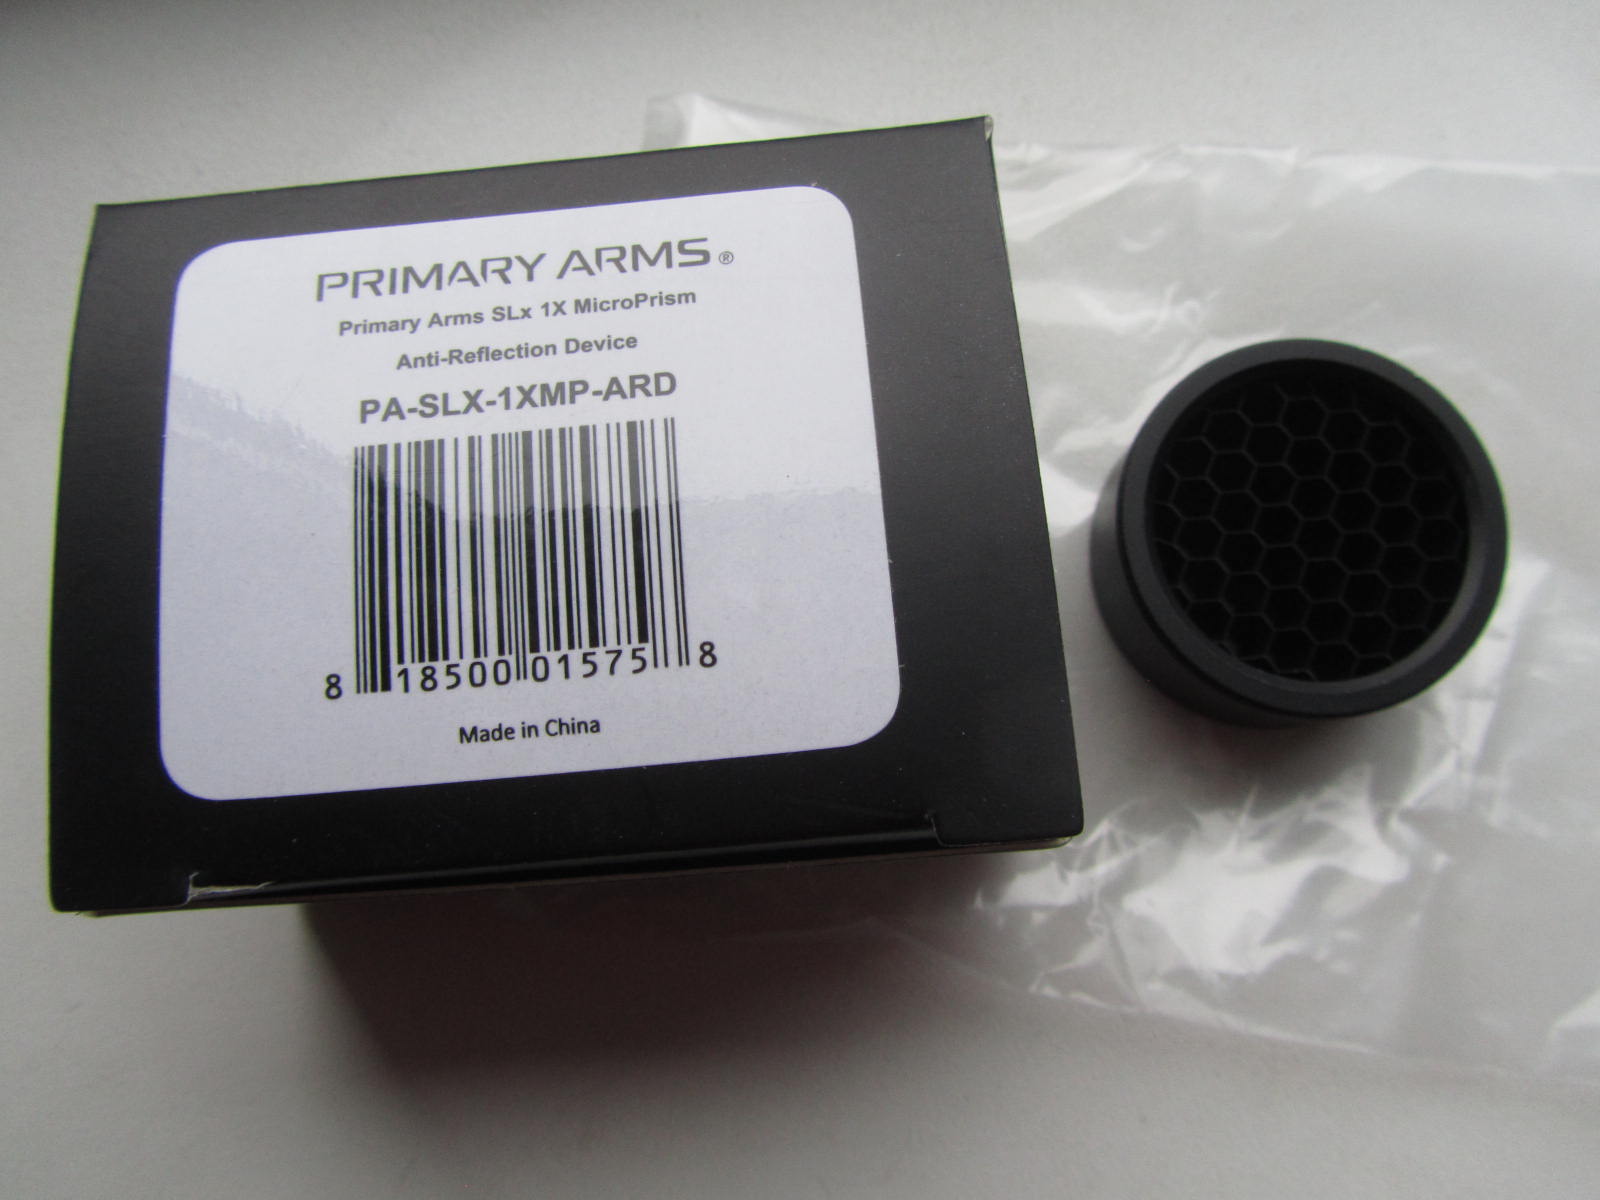 PRIMARY ARMS®
Primary Arms SLx 1X MicroPrism
Anti-Reflection Device
PA-SLX-1XMP-ARD
8 18500 01575 8
Made in China